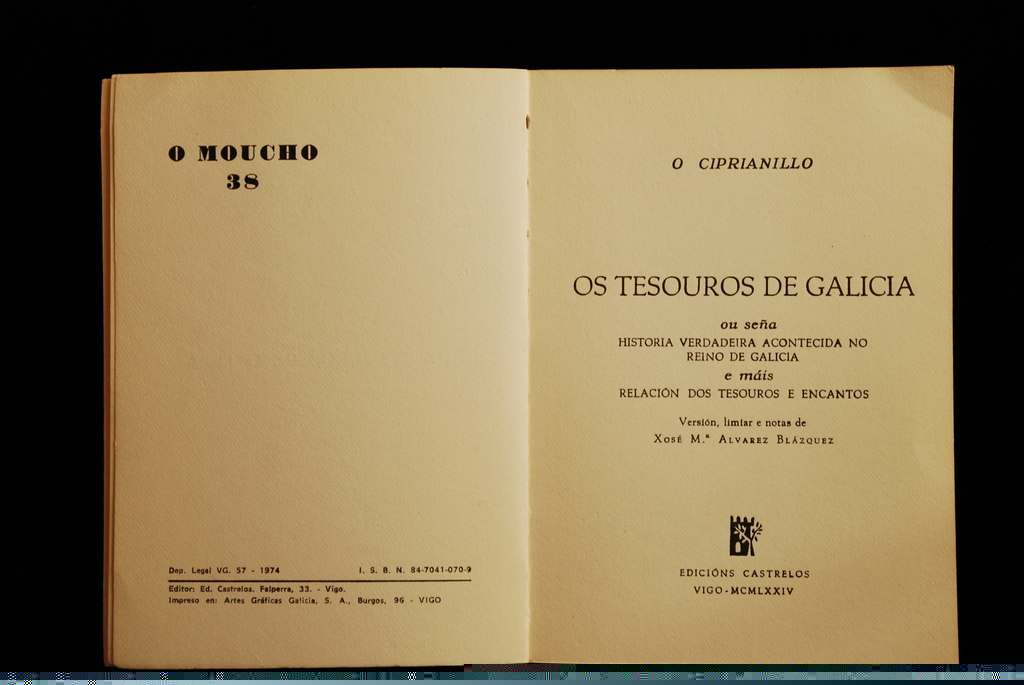 O MOUCHO
38
Dep. Legal VG. 57 - 1974 I. S. B. N. 84-7041-070-9
Editor: Ed. Castrelos. Falperra, 33. - Vigo.
Impreso en: Artes Gráficas Galicia, S. A., Burgos, 96 - VIGO
O CIPRIANILLO
OS TESOUROS DE GALICIA
ou seña
HISTORIA VERDADEIRA ACONTECIDA NO
REINO DE GALICIA
e máis
RELACIÓN DOS TESOUROS E ENCANTOS
Versión, limiar e notas de
XOSÉ M.ª ALVAREZ BLÁZQUEZ
EDICIÓNS CASTRELOS
VIGO - MCMLXXIV